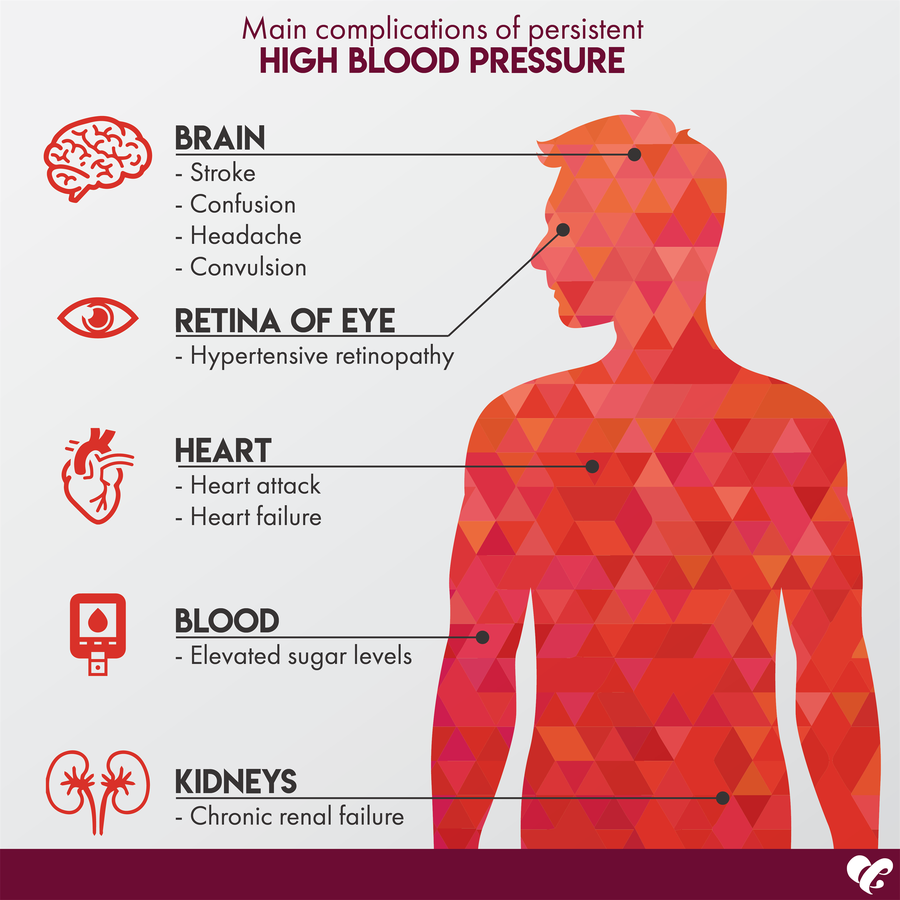 Main complications of persistent
HIGH BLOOD PRESSURE
BRAIN
- Stroke
- Confusion
- Headache
- Convulsion
RETINA OF EYE
- Hypertensive retinopathy
HEART
- Heart attack
- Heart failure
BLOOD
- Elevated sugar levels
KIDNEYS
- Chronic renal failure